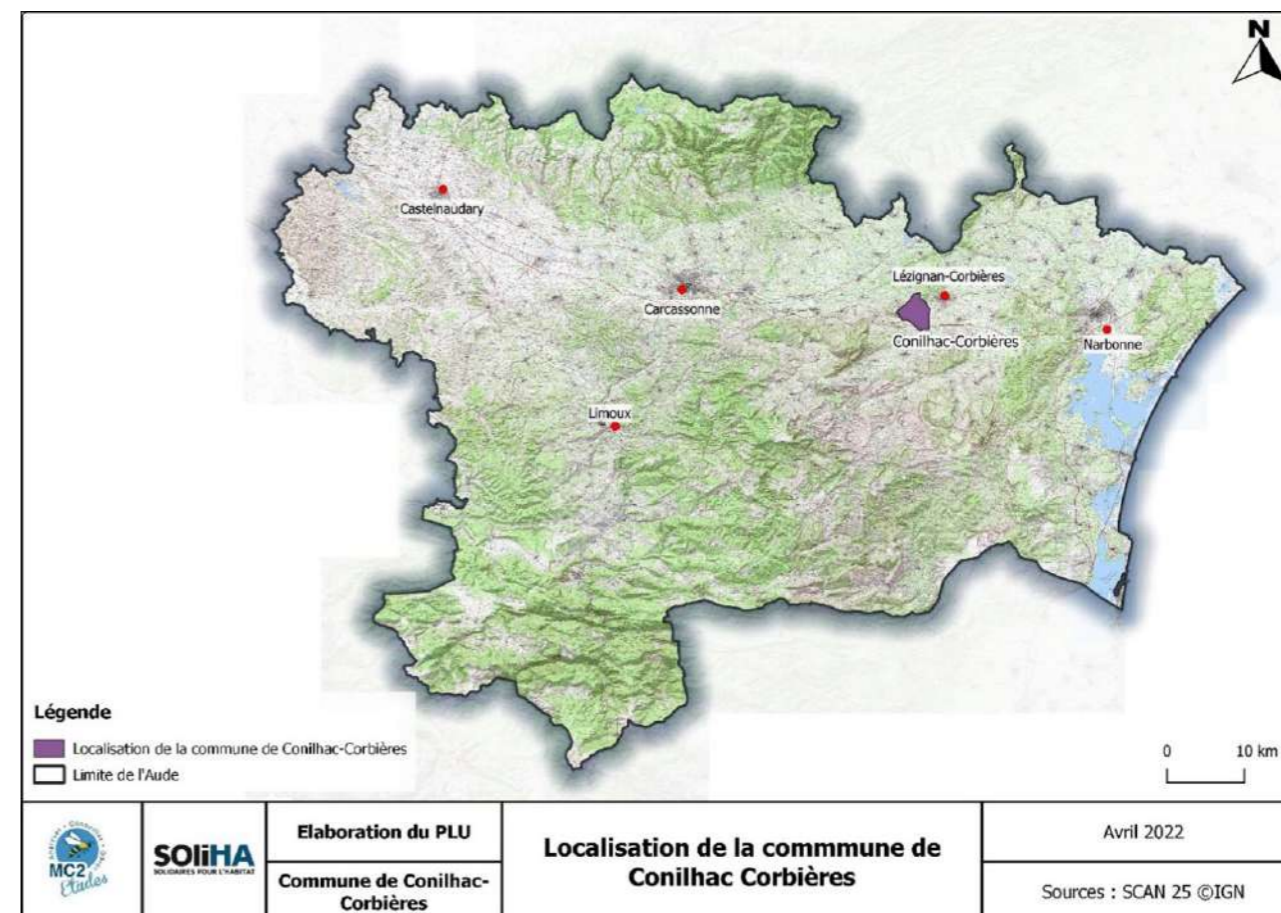 N
Castelnaudary
Lézignan-Corbières
Carcassonne
Conilhac-Corbières
Narbonne
Limoux
Légende
Localisation de la commune de Conilhac-Corbières
Limite de l'Aude
0 10 km
MC2
Etudes
SOLiHA
SOLIDAIRES POUR L'HABITAT
Elaboration du PLU
Commune de Conilhac-
Corbières
Localisation de la commmune de
Conilhac Corbières
Avril 2022
Sources : SCAN 25 ©IGN